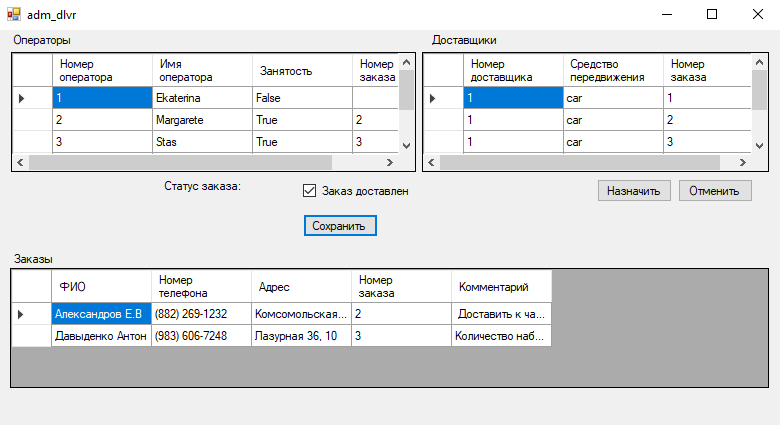 adm_dlvr
Операторы
Номер оператора Имя оператора Занятость Номер заказа
1 Ekaterina False
2 Margarete True 2
3 Stas True 3
Доставщики
Номер доставщика Средство передвижения Номер заказа
1 car 1
1 car 2
1 car 3
Статус заказа: Заказ доставлен
Назначить Отменить
Сохранить
Заказы
ФИО Номер телефона Адрес Номер заказа Комментарий
Александров Е.В (882) 269-1232 Комсомольская... 2 Доставить к ча...
Давыденко Антон (983) 606-7248 Лазурная 36, 10 3 Количество наб...